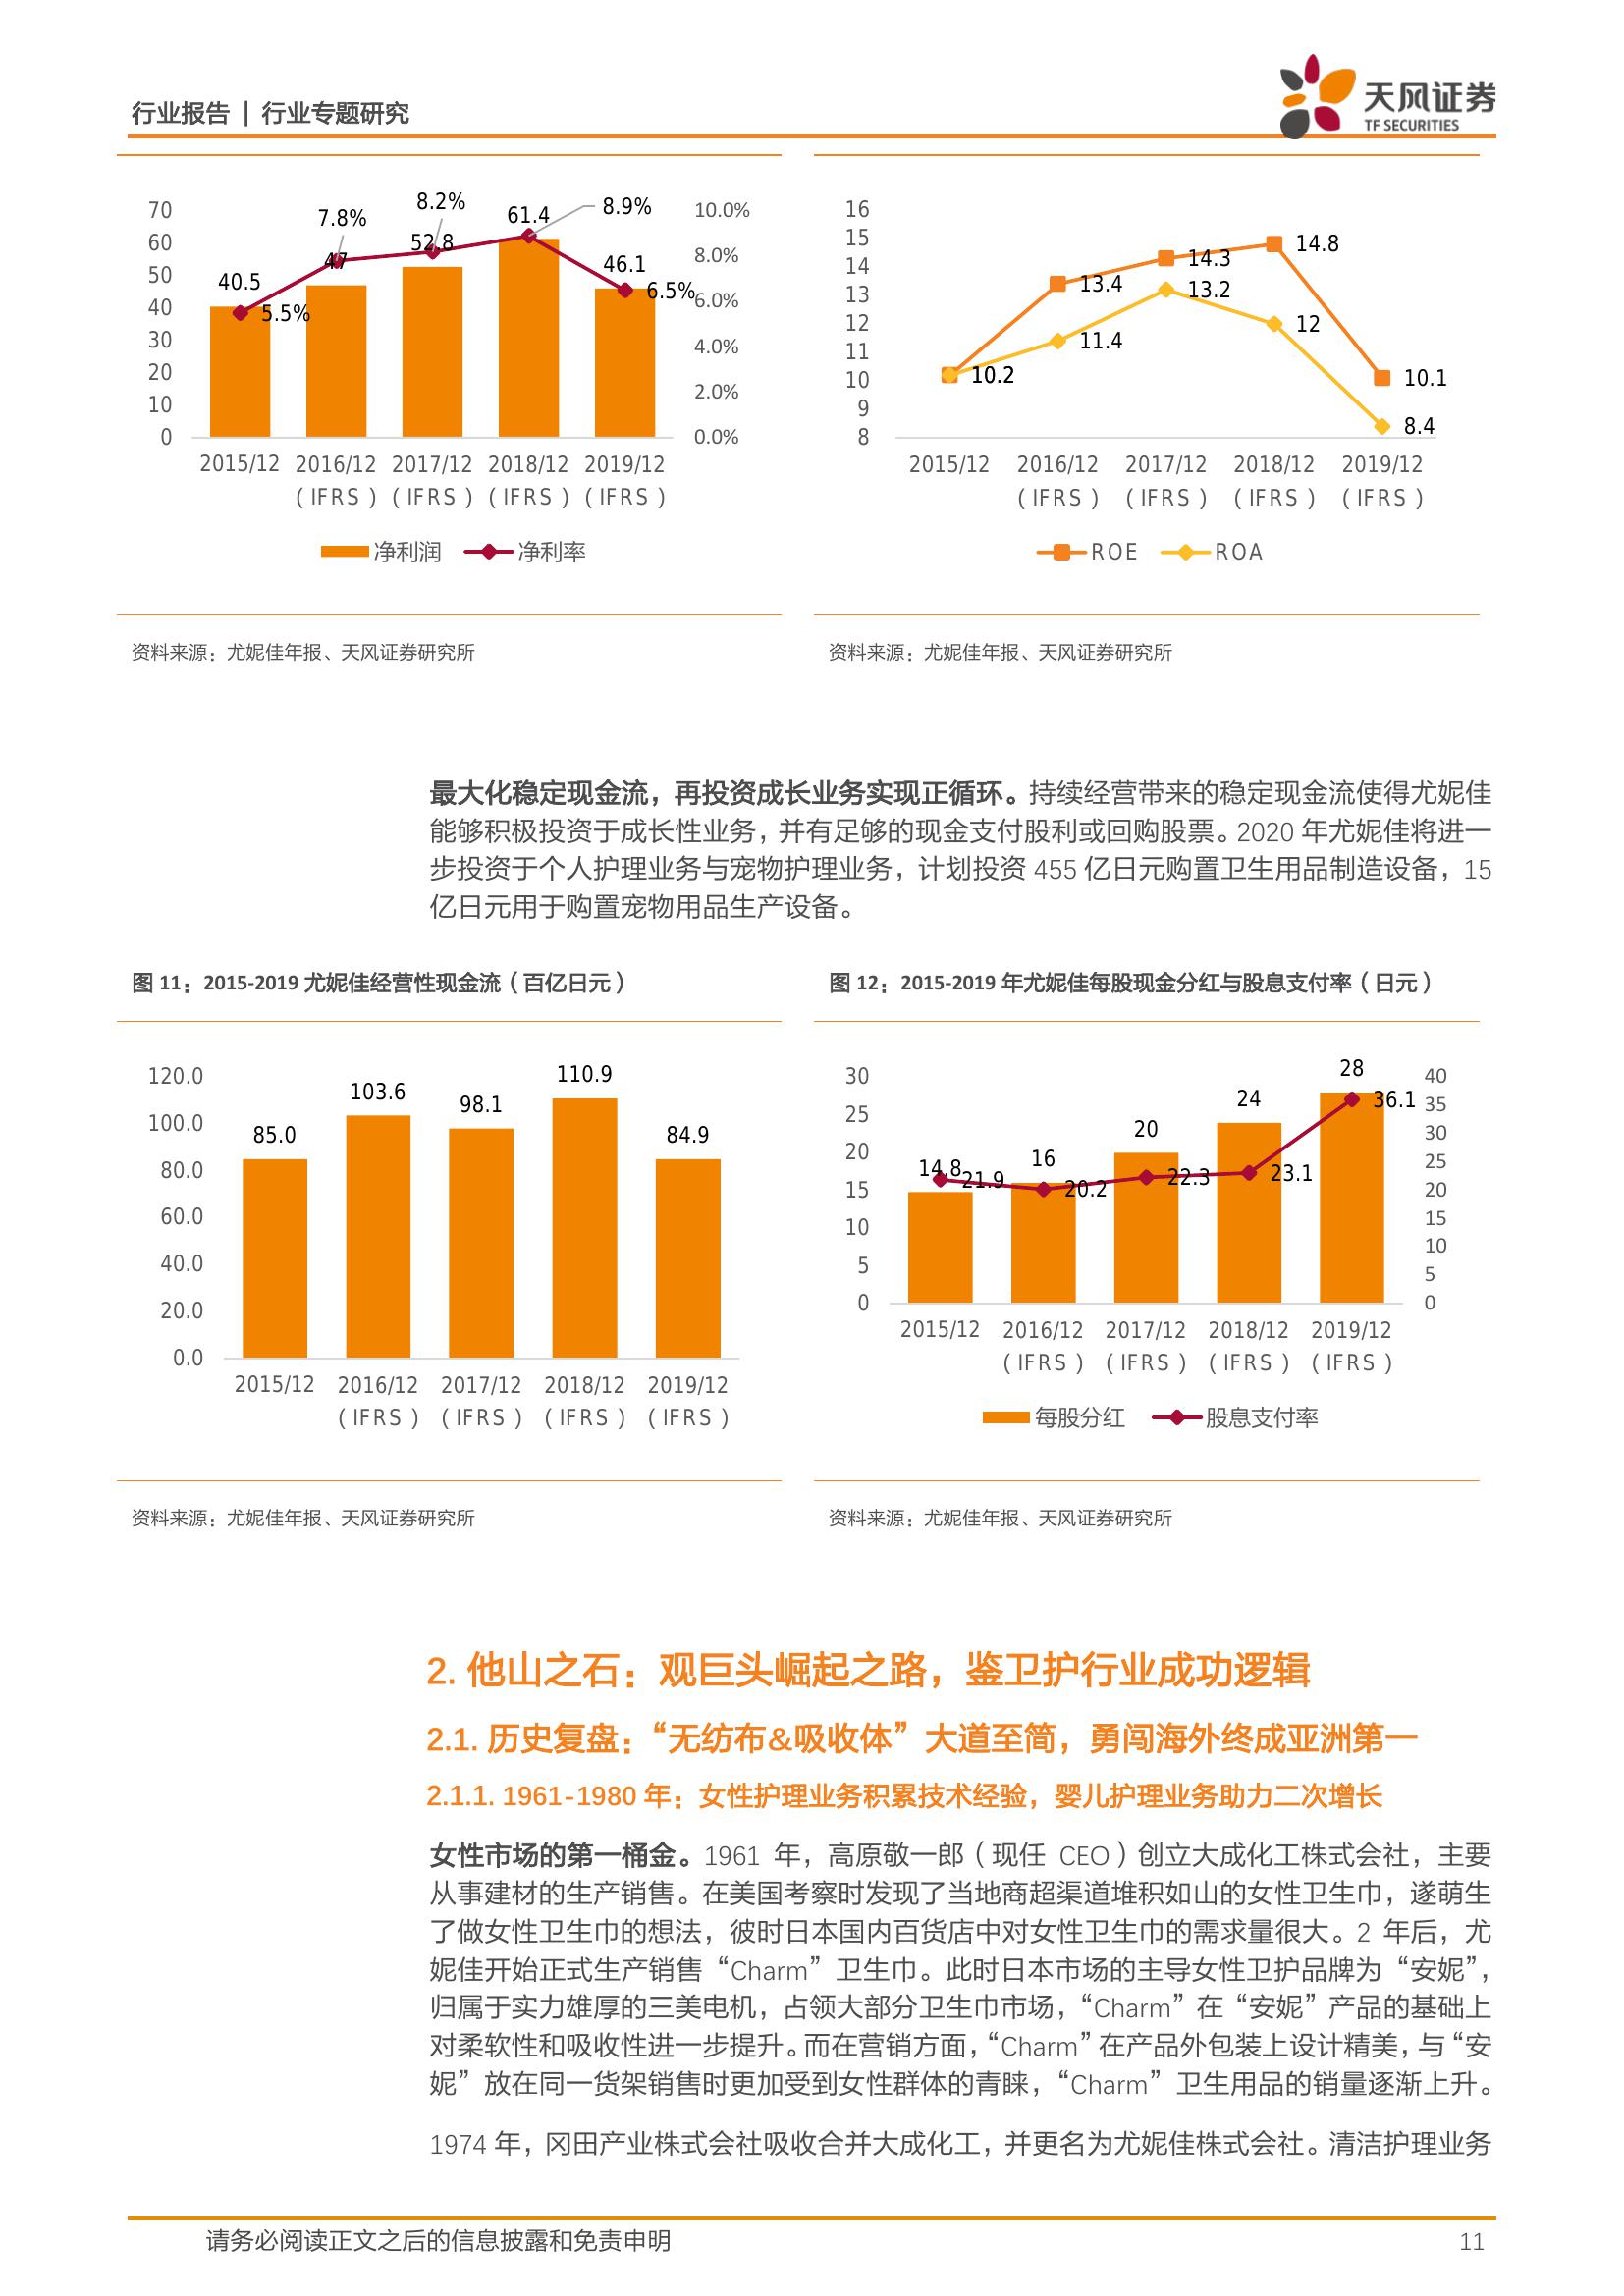 行业报告 | 行业专题研究
天风证券
TF SECURITIES
70
60
50
40
30
20
10
0
40.5
47
52.8
61.4
46.1
5.5%
7.8%
8.2%
8.9%
6.5%
10.0%
8.0%
6.0%
4.0%
2.0%
0.0%
2015/12 2016/12 2017/12 2018/12 2019/12
(IFRS) (IFRS) (IFRS) (IFRS)
净利润 净利率
16
15
14
13
12
11
10
9
8
10.2
13.4
14.3
14.8
10.1
11.4
13.2
12
8.4
2015/12 2016/12 2017/12 2018/12 2019/12
(IFRS) (IFRS) (IFRS) (IFRS)
ROE ROA
资料来源：尤妮佳年报、天风证券研究所
资料来源：尤妮佳年报、天风证券研究所
最大化稳定现金流，再投资成长业务实现正循环。持续经营带来的稳定现金流使得尤妮佳
能够积极投资于成长性业务，并有足够的现金支付股利或回购股票。2020 年尤妮佳将进一
步投资于个人护理业务与宠物护理业务，计划投资 455 亿日元购置卫生用品制造设备，15
亿日元用于购置宠物用品生产设备。
图 11：2015-2019 尤妮佳经营性现金流（百亿日元）
120.0
100.0
80.0
60.0
40.0
20.0
0.0
85.0
103.6
98.1
110.9
84.9
2015/12 2016/12 2017/12 2018/12 2019/12
(IFRS) (IFRS) (IFRS) (IFRS)
图 12：2015-2019 年尤妮佳每股现金分红与股息支付率（日元）
30
25
20
15
10
5
0
14.8
16
20
24
28
21.9
20.2
22.3
23.1
36.1
40
35
30
25
20
15
10
5
0
2015/12 2016/12 2017/12 2018/12 2019/12
(IFRS) (IFRS) (IFRS) (IFRS)
每股分红 股息支付率
资料来源：尤妮佳年报、天风证券研究所
资料来源：尤妮佳年报、天风证券研究所
2. 他山之石：观巨头崛起之路，鉴卫护行业成功逻辑
2.1. 历史复盘：“无纺布&吸收体”大道至简，勇闯海外终成亚洲第一
2.1.1. 1961-1980 年：女性护理业务积累技术经验，婴儿护理业务助力二次增长
女性市场的第一桶金。1961 年，高原敬一郎（现任 CEO）创立大成化工株式会社，主要
从事建材的生产销售。在美国考察时发现了当地商超渠道堆积如山的女性卫生巾，遂萌生
了做女性卫生巾的想法，彼时日本国内百货店中对女性卫生巾的需求量很大。2 年后，尤
妮佳开始正式生产销售“Charm”卫生巾。此时日本市场的主导女性卫护品牌为“安妮”，
归属于实力雄厚的三美电机，占领大部分卫生巾市场，“Charm”在“安妮”产品的基础上
对柔软性和吸收性进一步提升。而在营销方面，“Charm”在产品外包装上设计精美，与“安
妮”放在同一货架销售时更加受到女性群体的青睐，“Charm”卫生用品的销量逐渐上升。
1974 年，冈田产业株式会社吸收合并大成化工，并更名为尤妮佳株式会社。清洁护理业务
请务必阅读正文之后的信息披露和免责申明
11